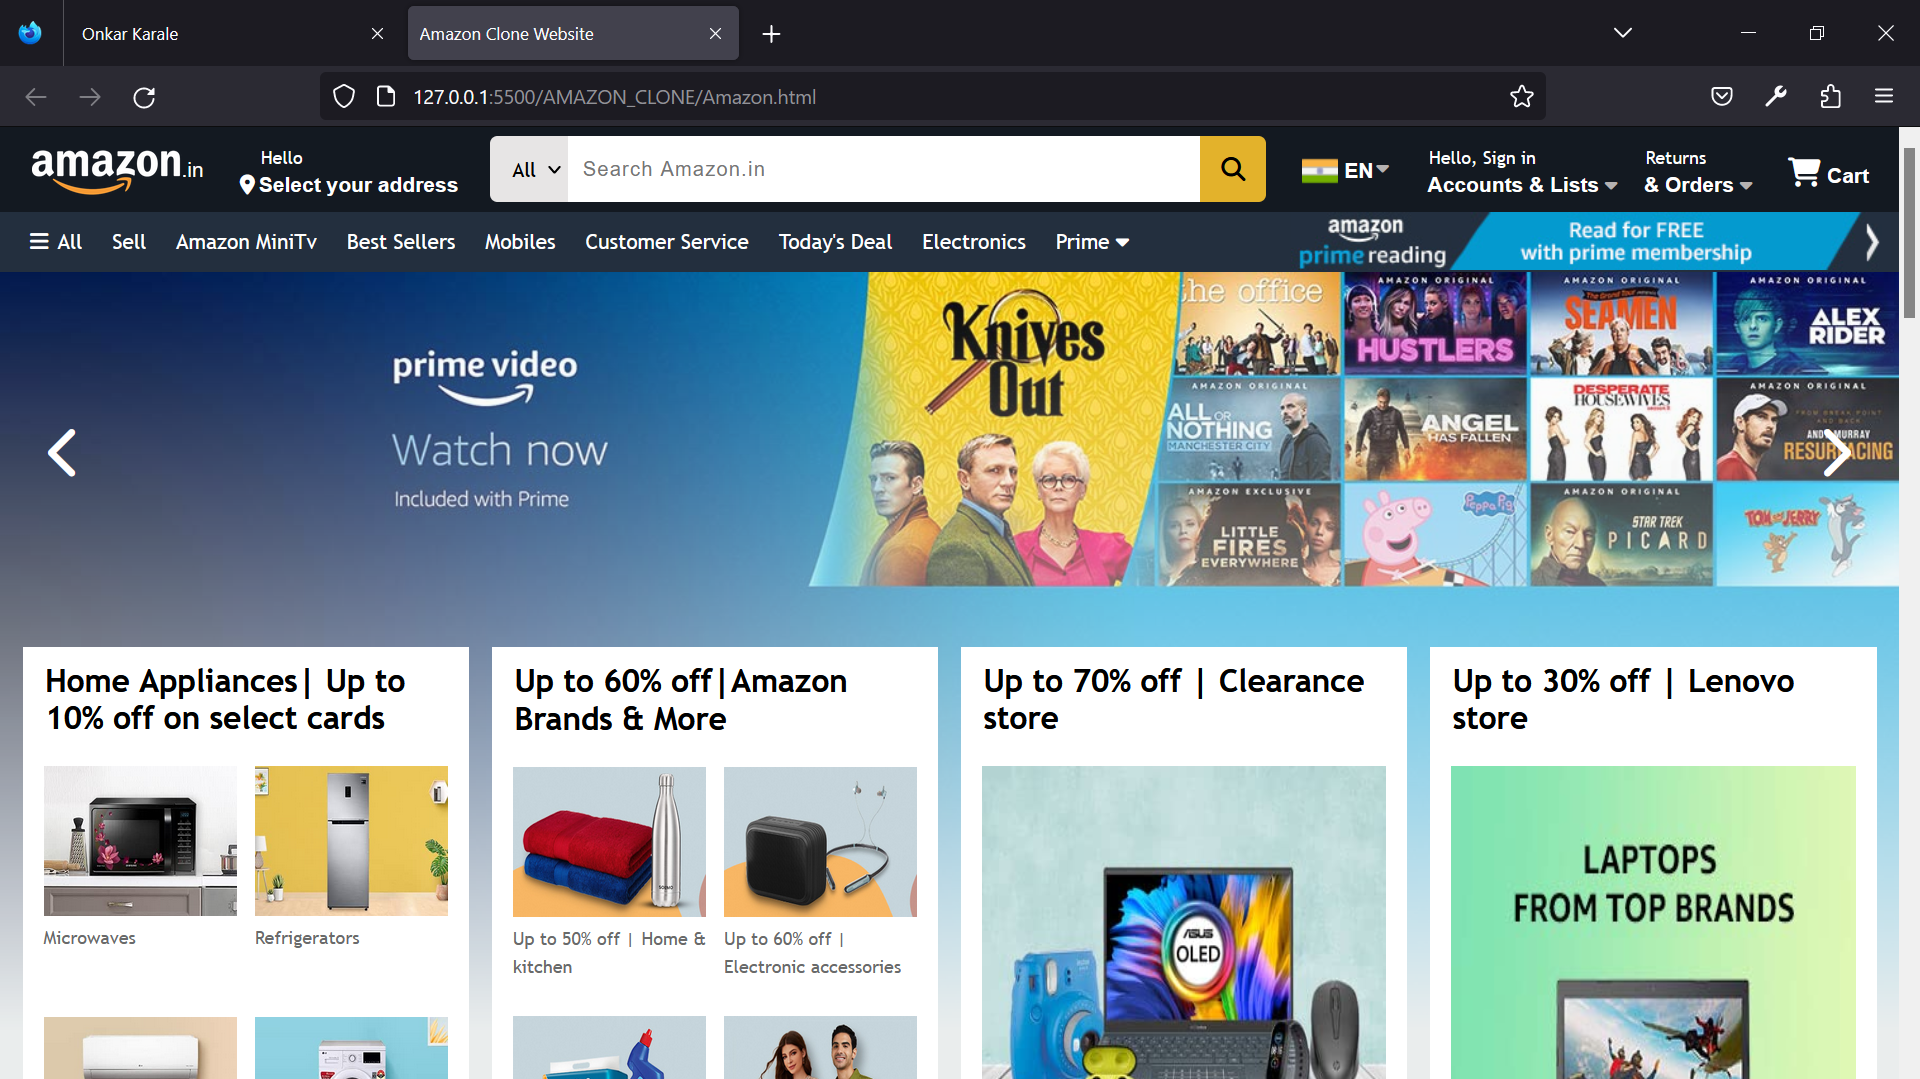 Onkar Karale
Amazon Clone Website
127.0.0.1:5500/AMAZON_CLONE/Amazon.html
amazon.in
Hello
Select your address
All
Search Amazon.in
EN
Hello, Sign in
Accounts & Lists
Returns
& Orders
Cart
All
Sell
Amazon MiniTv
Best Sellers
Mobiles
Customer Service
Today's Deal
Electronics
Prime
amazon
prime reading
Read for FREE
with prime membership
prime video
Watch now
Included with Prime
Knives
Out
the office
AMAZON ORIGINAL
HUSTLERS
AMAZON ORIGINAL
The Grand Tour
SEAMEN
AMAZON ORIGINAL
ALEX
RIDER
AMAZON ORIGINAL
ALL OR
NOTHING
MANCHESTER CITY
ANGEL
HAS FALLEN
DESPERATE
HOUSEWIVES
AMAZON ORIGINAL
FROM BREAK POINT
AND BACK
ANDY MURRAY
RESURFACING
AMAZON EXCLUSIVE
LITTLE
FIRES
EVERYWHERE
Peppa Pig
AMAZON ORIGINAL
STAR TREK
PICARD
TOM and JERRY
Home Appliances| Up to
10% off on select cards
Microwaves
Refrigerators
Up to 60% off|Amazon
Brands & More
Up to 50% off | Home &
kitchen
Up to 60% off |
Electronic accessories
Up to 70% off | Clearance
store
ASUS
OLED
Up to 30% off | Lenovo
store
LAPTOPS
FROM TOP BRANDS